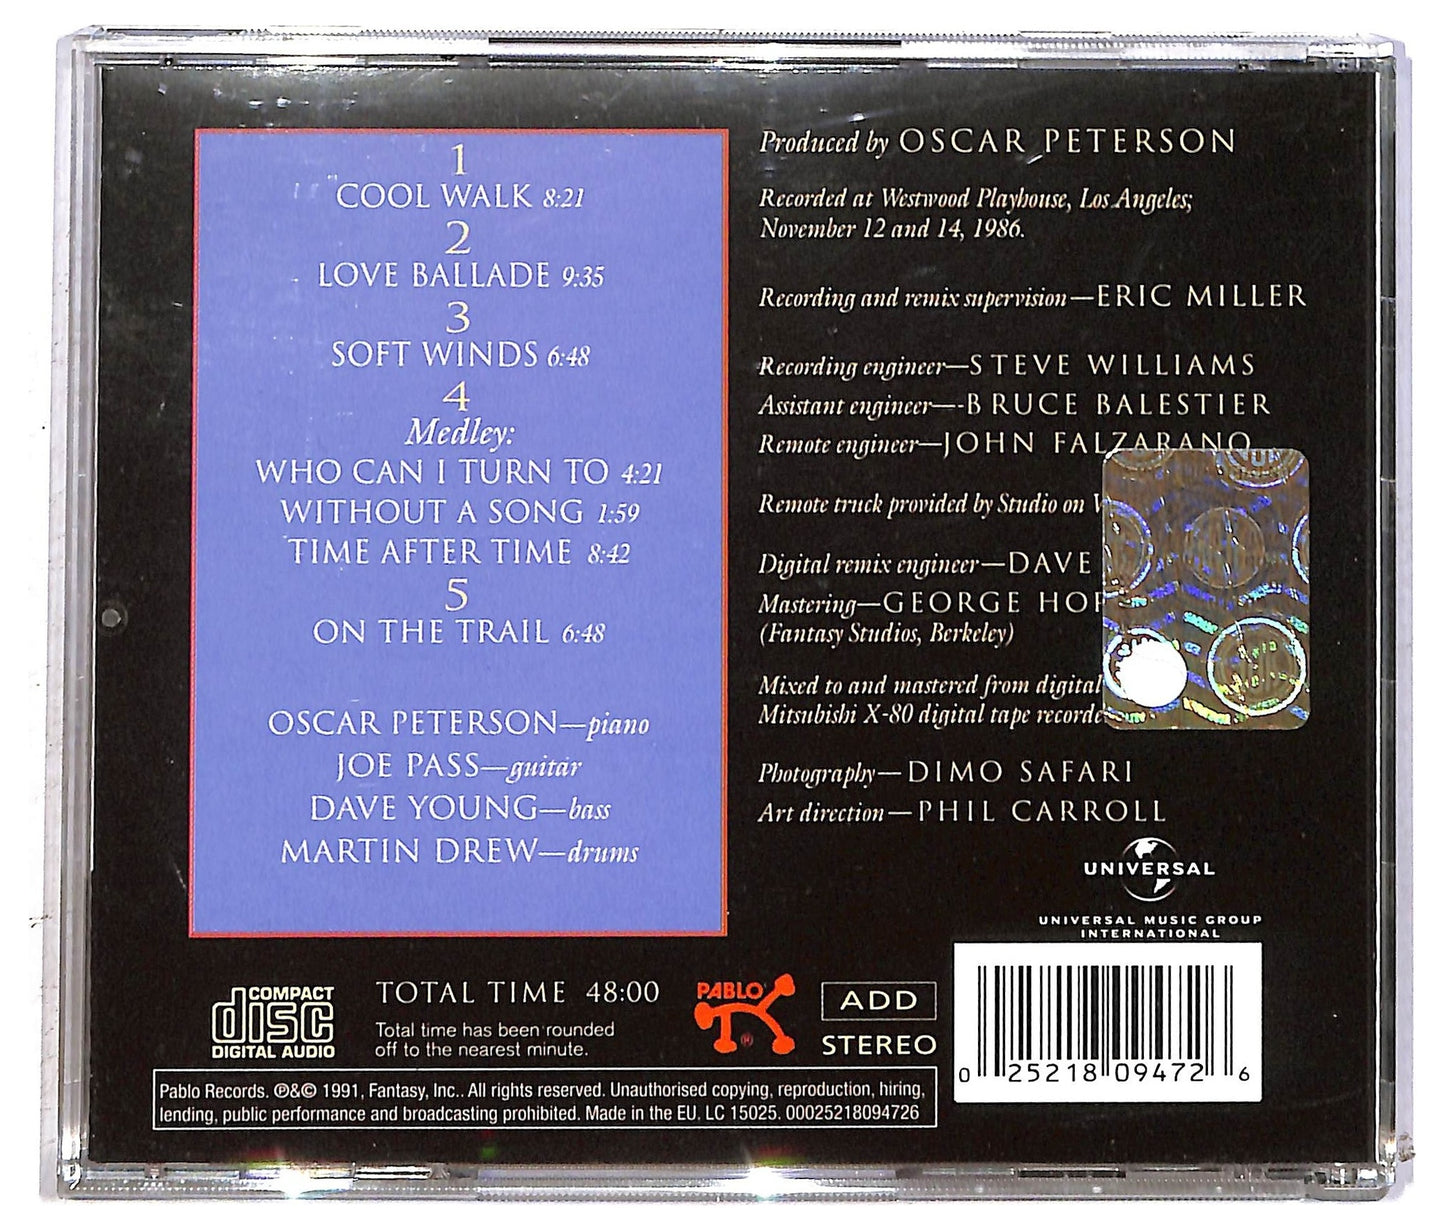 1
COOL WALK 8:21
2
LOVE BALLADE 9:35
3
SOFT WINDS 6:48
4
Medley:
WHO CAN I TURN TO 4:21
WITHOUT A SONG 1:59
TIME AFTER TIME 8:42
5
ON THE TRAIL 6:48
OSCAR PETERSON—piano
JOE PASS—guitar
DAVE YOUNG—bass
MARTIN DREW—drums
Produced by OSCAR PETERSON
Recorded at Westwood Playhouse, Los Angeles;
November 12 and 14, 1986.
Recording and remix supervision—ERIC MILLER
Recording engineer—STEVE WILLIAMS
Assistant engineer—-BRUCE BALESTIER
Remote engineer—JOHN FALZARANO
Remote truck provided by Studio on
Digital remix engineer—DAVE
Mastering—GEORGE
(Fantasy Studios, Berkeley)
Mixed to and mastered from digital
Mitsubishi X-80 digital tape
Photography—DIMO SAFARI
Art direction—PHIL CARROLL
UNIVERSAL
UNIVERSAL MUSIC GROUP
INTERNATIONAL
COMPACT
disc
DIGITAL AUDIO
TOTAL TIME 48:00
Total time has been rounded
off to the nearest minute.
PABLO
®
ADD
STEREO
0 25218 09472 6
Pablo Records. ℗&© 1991, Fantasy, Inc.. All rights reserved. Unauthorised copying, reproduction, hiring,
lending, public performance and broadcasting prohibited. Made in the EU. LC 15025. 00025218094726